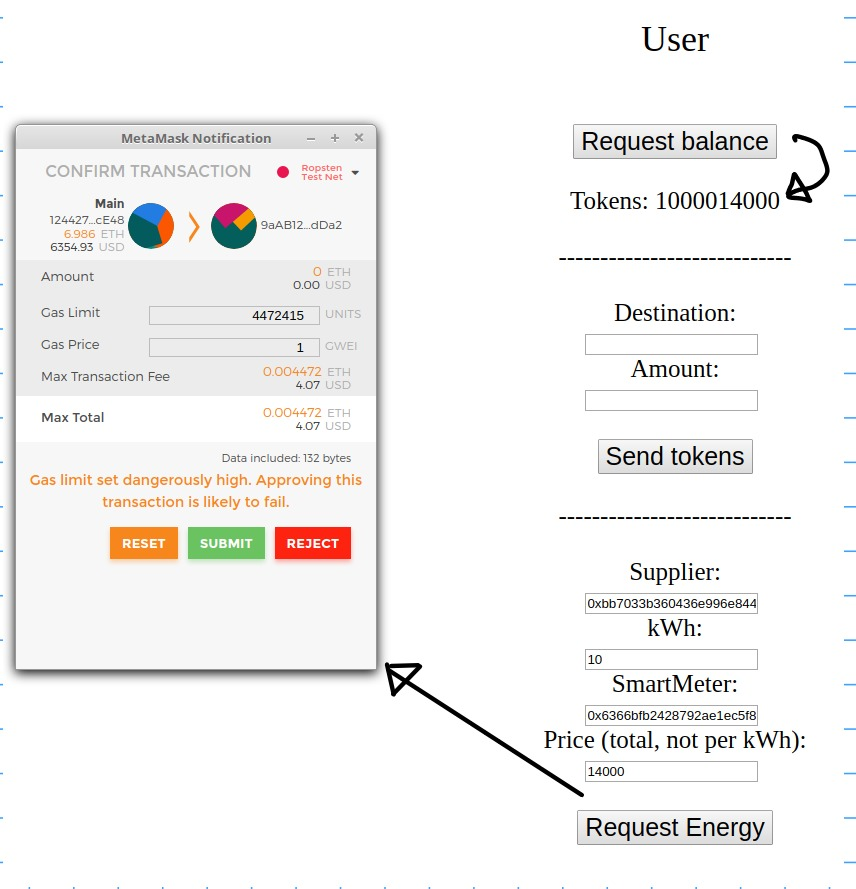 User
Request balance
Tokens: 1000014000
----------------------------
Destination:
Amount:
Send tokens
----------------------------
Supplier:
0xbb7033b360436e996e844
kWh:
10
SmartMeter:
0x6366bfb2428792ae1ec5f8
Price (total, not per kWh):
14000
Request Energy
MetaMask Notification
CONFIRM TRANSACTION
Ropsten
Test Net
Main
124427...cE48
6.986 ETH
6354.93 USD
9aAB12...dDa2
Amount 0 ETH
0.00 USD
Gas Limit 4472415 UNITS
Gas Price 1 GWEI
Max Transaction Fee 0.004472 ETH
4.07 USD
Max Total 0.004472 ETH
4.07 USD
Data included: 132 bytes
Gas limit set dangerously high. Approving this
transaction is likely to fail.
RESET SUBMIT REJECT